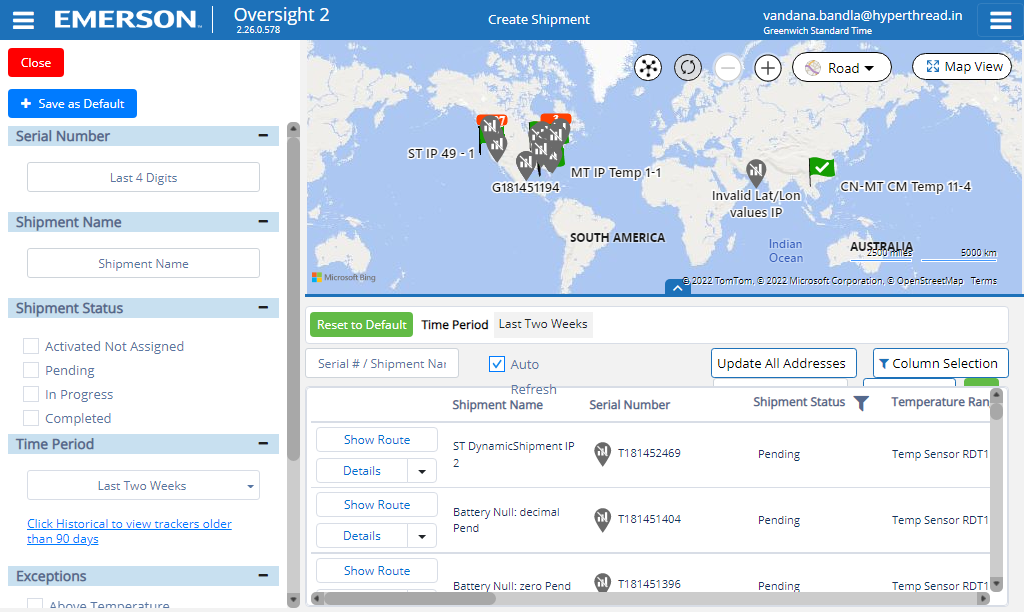 EMERSON
Oversight 2
2.26.0.578
Create Shipment
vandana.bandla@hyperthread.in
Greenwich Standard Time
Close
Save as Default
Serial Number
Last 4 Digits
Shipment Name
Shipment Name
Shipment Status
Activated Not Assigned
Pending
In Progress
Completed
Time Period
Last Two Weeks
Click Historical to view trackers older
than 90 days
Exceptions
Above Temperature
Road
Map View
ST IP 49 - 1
G181451194
MT IP Temp 1-1
Invalid Lat/Lon
values IP
CN-MT CM Temp 11-4
SOUTH AMERICA
Indian
Ocean
AUSTRALIA
2500 miles
5000 km
Microsoft Bing
© 2022 TomTom, © 2022 Microsoft Corporation, © OpenStreetMap
Terms
Reset to Default
Time Period
Last Two Weeks
Serial # / Shipment Nar
Auto
Refresh
Update All Addresses
Column Selection
Shipment Name
Serial Number
Shipment Status
Temperature Ran
Show Route
Details
ST DynamicShipment IP
2
T181452469
Pending
Temp Sensor RDT1
Show Route
Details
Battery Null: decimal
Pend
T181451404
Pending
Temp Sensor RDT1
Show Route
Battery Null: zero Pend
T181451396
Pending
Temp Sensor RDT1